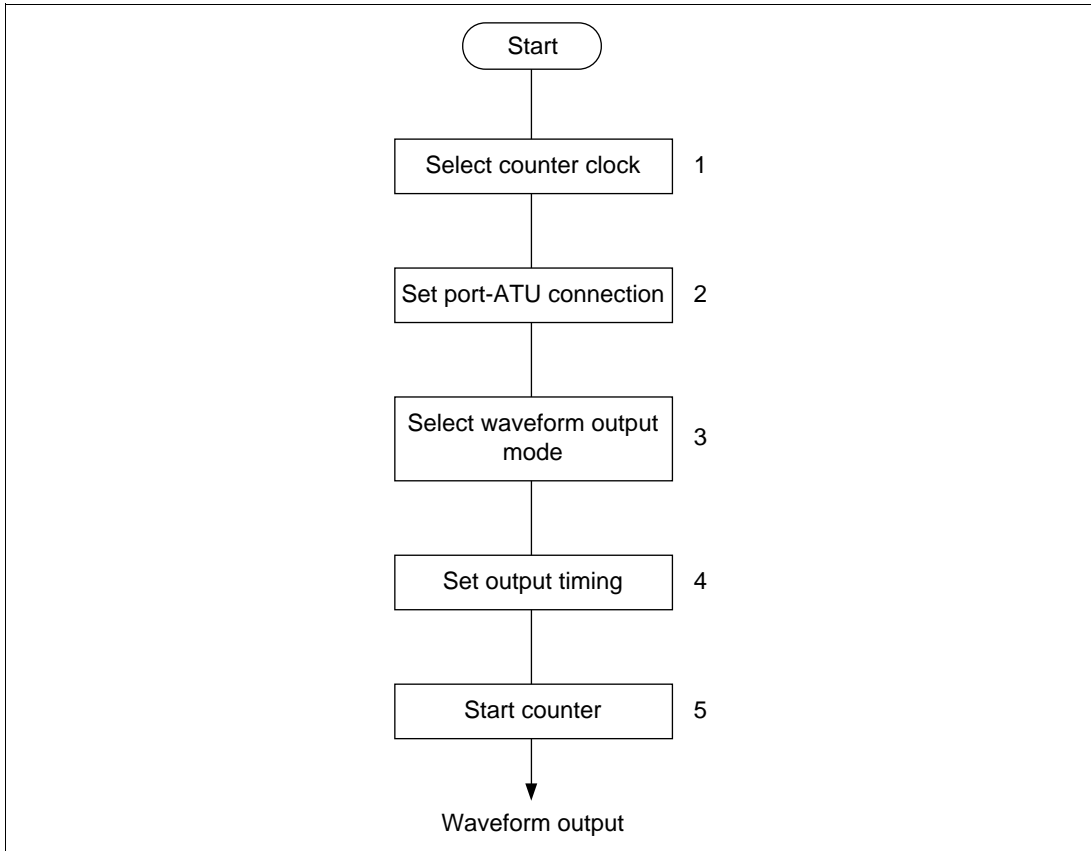 Start
Select counter clock 1
Set port-ATU connection 2
Select waveform output
mode
3
Set output timing 4
Start counter 5
Waveform output